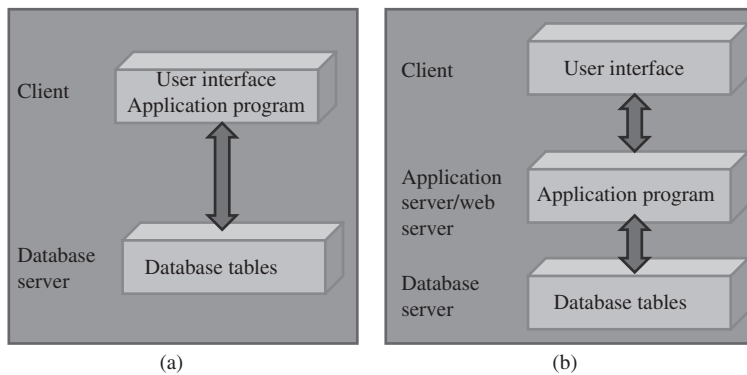 Client
User interface
Application program
Database
server
Database tables
(a)
Client
User interface
Application
server/web
server
Application program
Database
server
Database tables
(b)